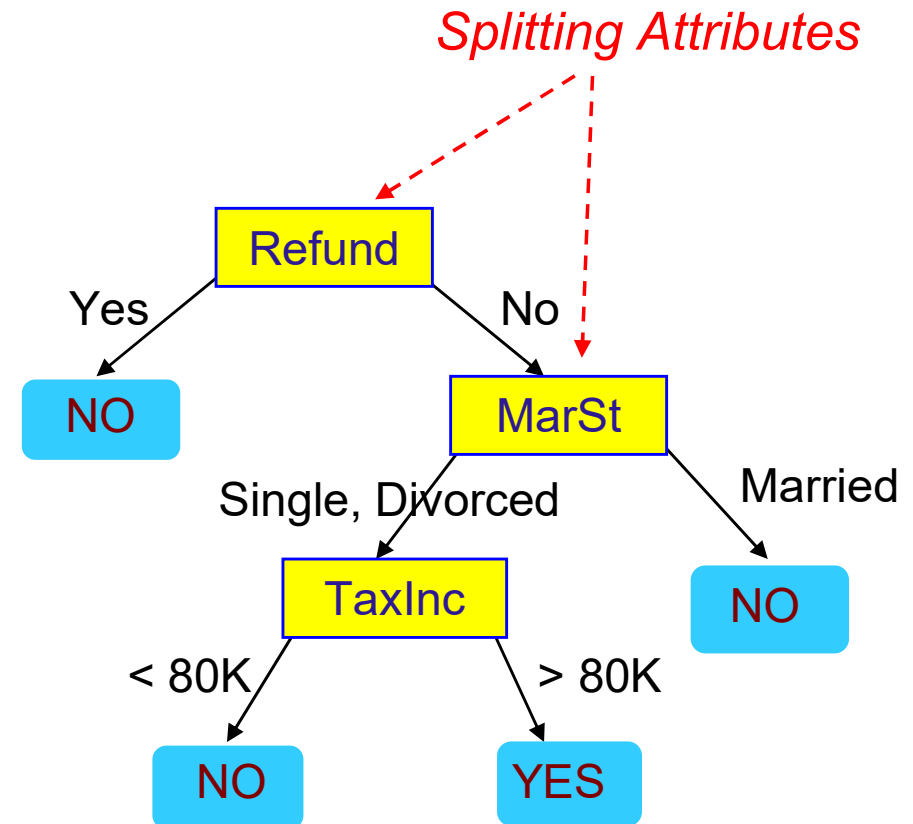 Splitting Attributes
Refund
Yes
No
NO
MarSt
Single, Divorced
Married
TaxInc
NO
< 80K
> 80K
NO
YES